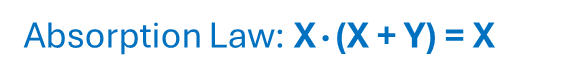 Absorption Law: X · (X + Y) = X